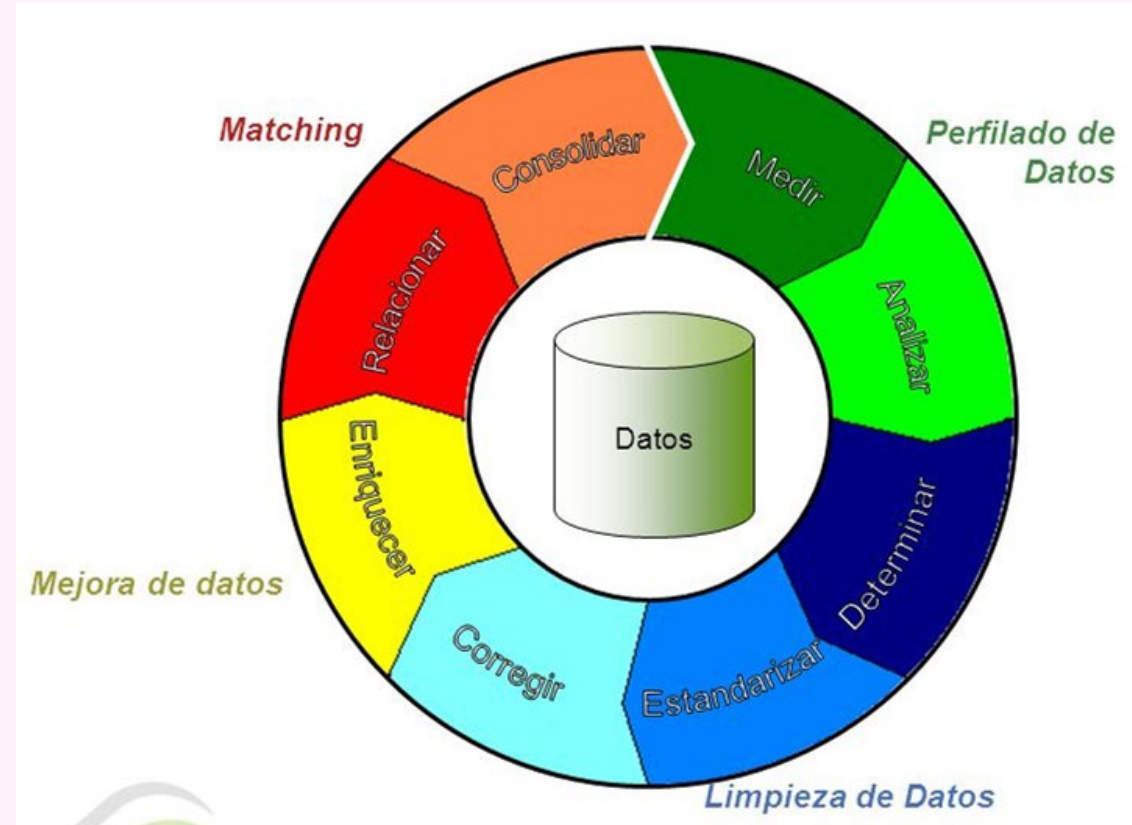 Matching
Consolidar
Medir
Perfilado de
Datos
Relacionar
Analizar
Datos
Enriquecer
Determinar
Mejora de datos
Corregir
Estandarizar
Limpieza de Datos